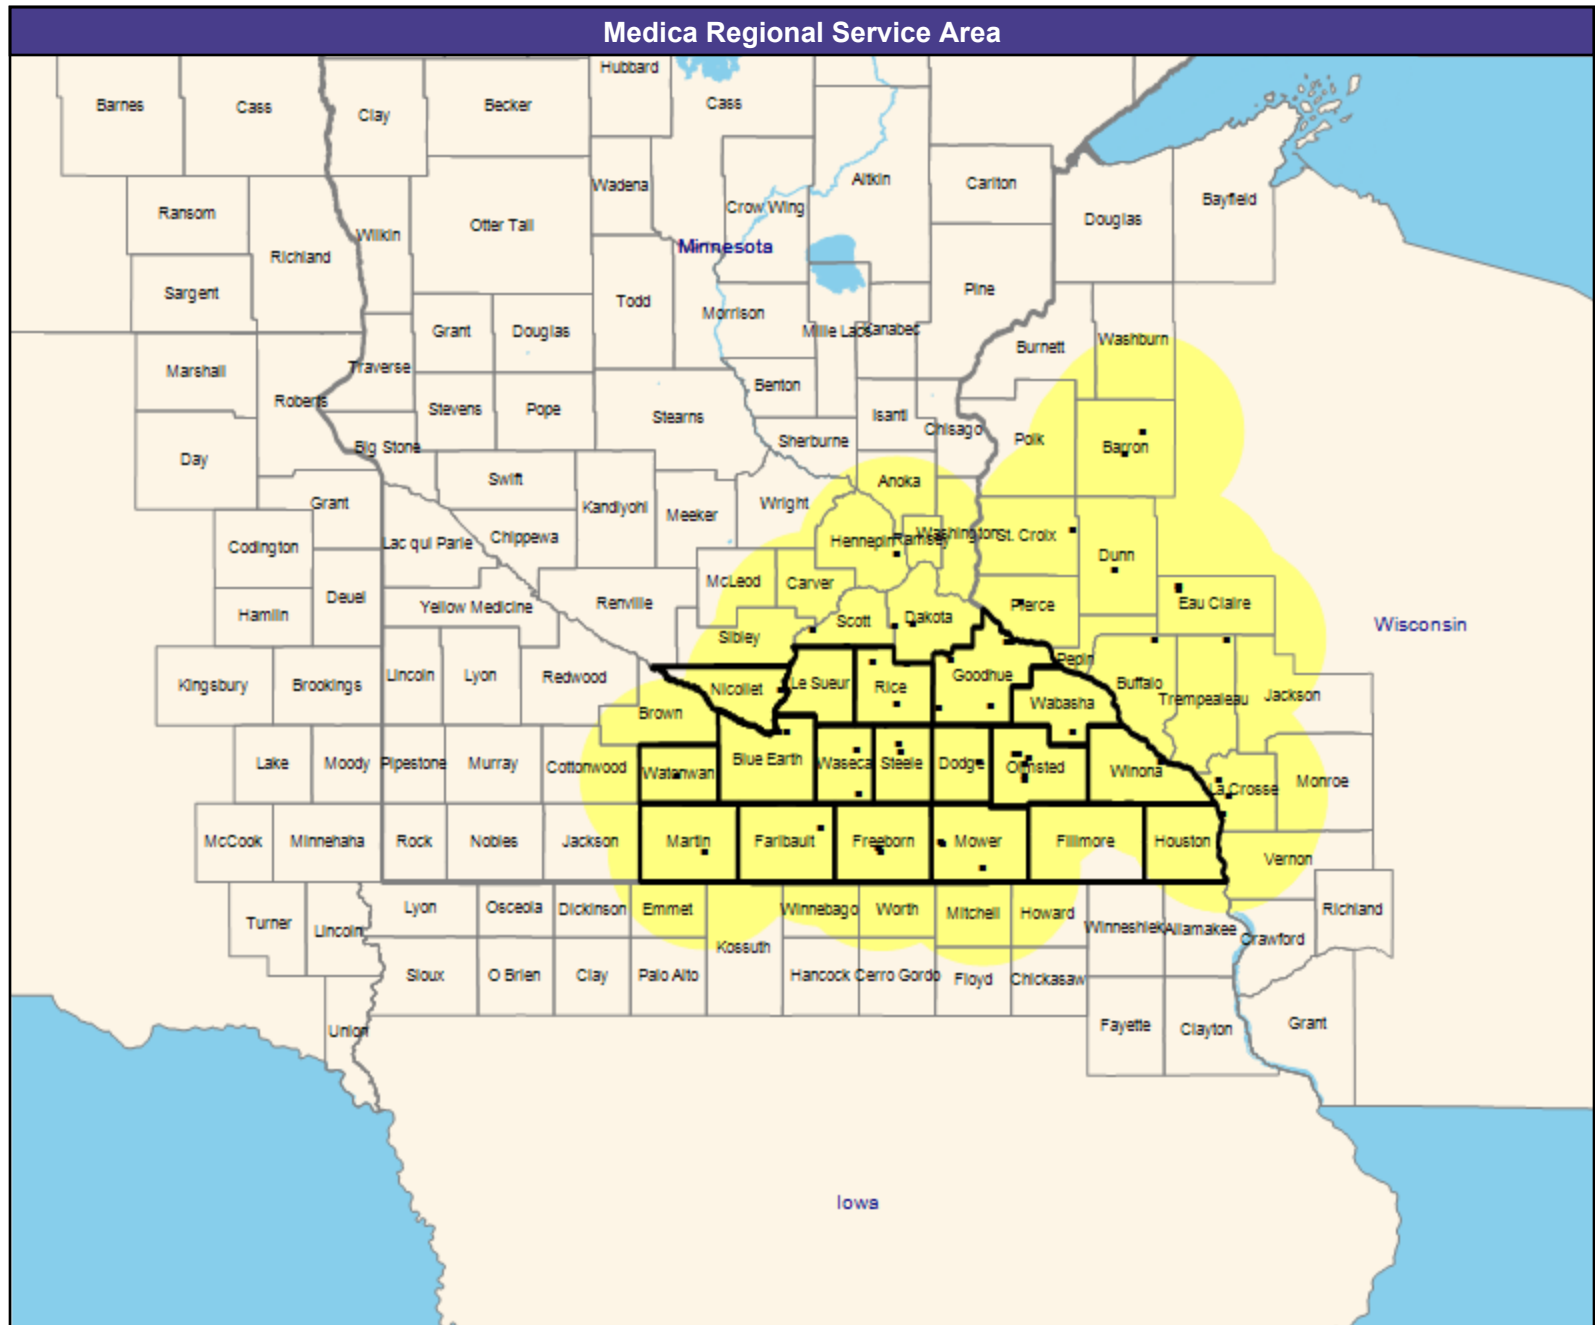 Medica Regional Service Area
Hubbard
Barnes
Cass
Clay
Becker
Cass
Wadena
Aitkin
Carlton
Ransom
Crow Wing
Douglas
Bayfield
Otter Tail
Wilkin
Minnesota
Richland
Sargent
Pine
Todd
Morrison
Grant
Douglas
Mille Lacs
Kanabec
Burnett
Washburn
Marshall
Traverse
Benton
Roberts
Stevens
Pope
Stearns
Isanti
Chisago
Polk
Barron
Big Stone
Sherburne
Day
Swift
Anoka
Grant
Kandiyohi
Meeker
Wright
Codington
Lac qui Parle
Chippewa
Hennepin
Ramsey
Washington
St. Croix
Dunn
McLeod
Carver
Deuel
Hamlin
Yellow Medicine
Renville
Scott
Dakota
Pierce
Eau Claire
Sibley
Wisconsin
Pepin
Kingsbury
Brookings
Lincoln
Lyon
Redwood
Nicollet
Le Sueur
Rice
Goodhue
Buffalo
Trempealeau
Jackson
Brown
Wabasha
Lake
Moody
Pipestone
Murray
Cottonwood
Watonwan
Blue Earth
Waseca
Steele
Dodge
Olmsted
Winona
La Crosse
Monroe
McCook
Minnehaha
Rock
Nobles
Jackson
Martin
Faribault
Freeborn
Mower
Fillmore
Houston
Vernon
Turner
Lincoln
Lyon
Osceola
Dickinson
Emmet
Winnebago
Worth
Mitchell
Howard
Winneshiek
Allamakee
Crawford
Richland
Kossuth
Sioux
O Brien
Clay
Palo Alto
Hancock
Cerro Gordo
Floyd
Chickasaw
Union
Fayette
Clayton
Grant
Iowa